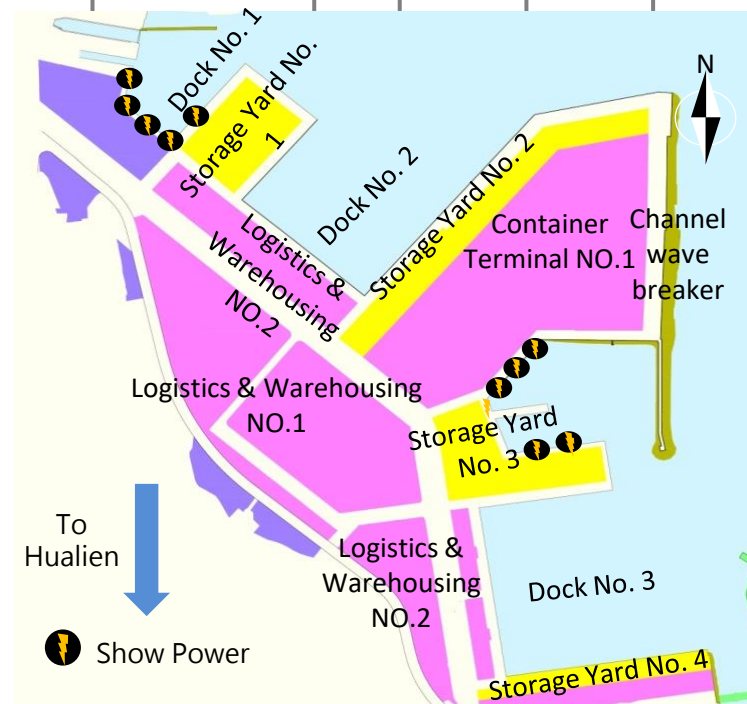 Dock No. 1
Storage Yard No.
1
N
Dock No. 2
Storage Yard No. 2
Logistics &
Warehousing
NO.2
Container
Terminal NO.1
Channel
wave
breaker
Logistics & Warehousing
NO.1
Storage Yard
No. 3
To
Hualien
Logistics &
Warehousing
NO.2
Dock No. 3
Show Power
Storage Yard No. 4